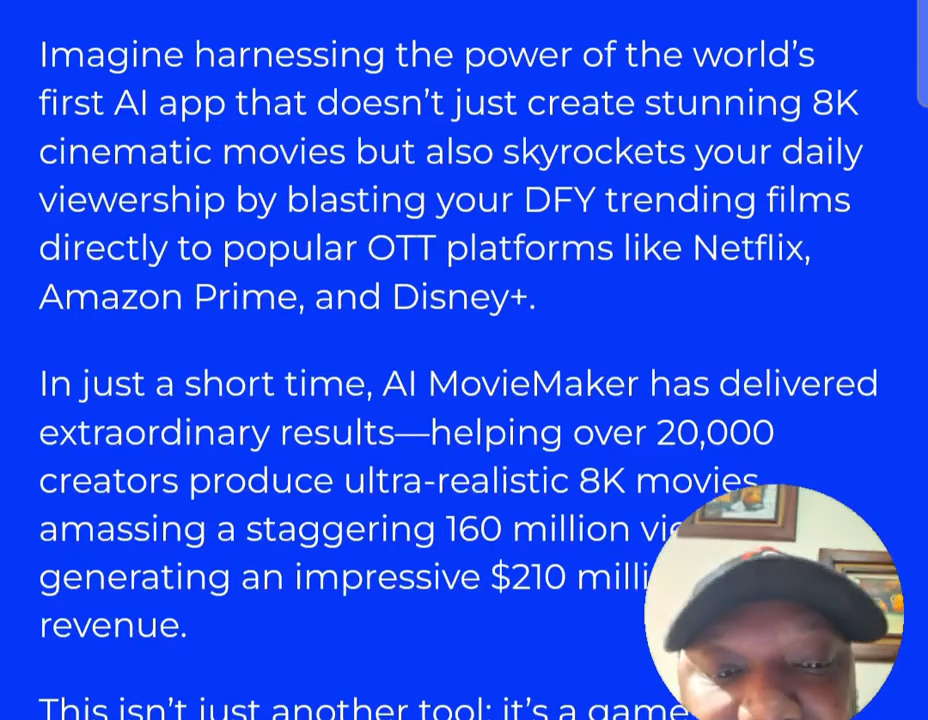 Imagine harnessing the power of the world's
first AI app that doesn't just create stunning 8K
cinematic movies but also skyrockets your daily
viewership by blasting your DFY trending films
directly to popular OTT platforms like Netflix,
Amazon Prime, and Disney+.
In just a short time, AI MovieMaker has delivered
extraordinary results—helping over 20,000
creators produce ultra-realistic 8K movies
amassing a staggering 160 million
generating an impressive $210
revenue.
This isn't just another tool; it's a game